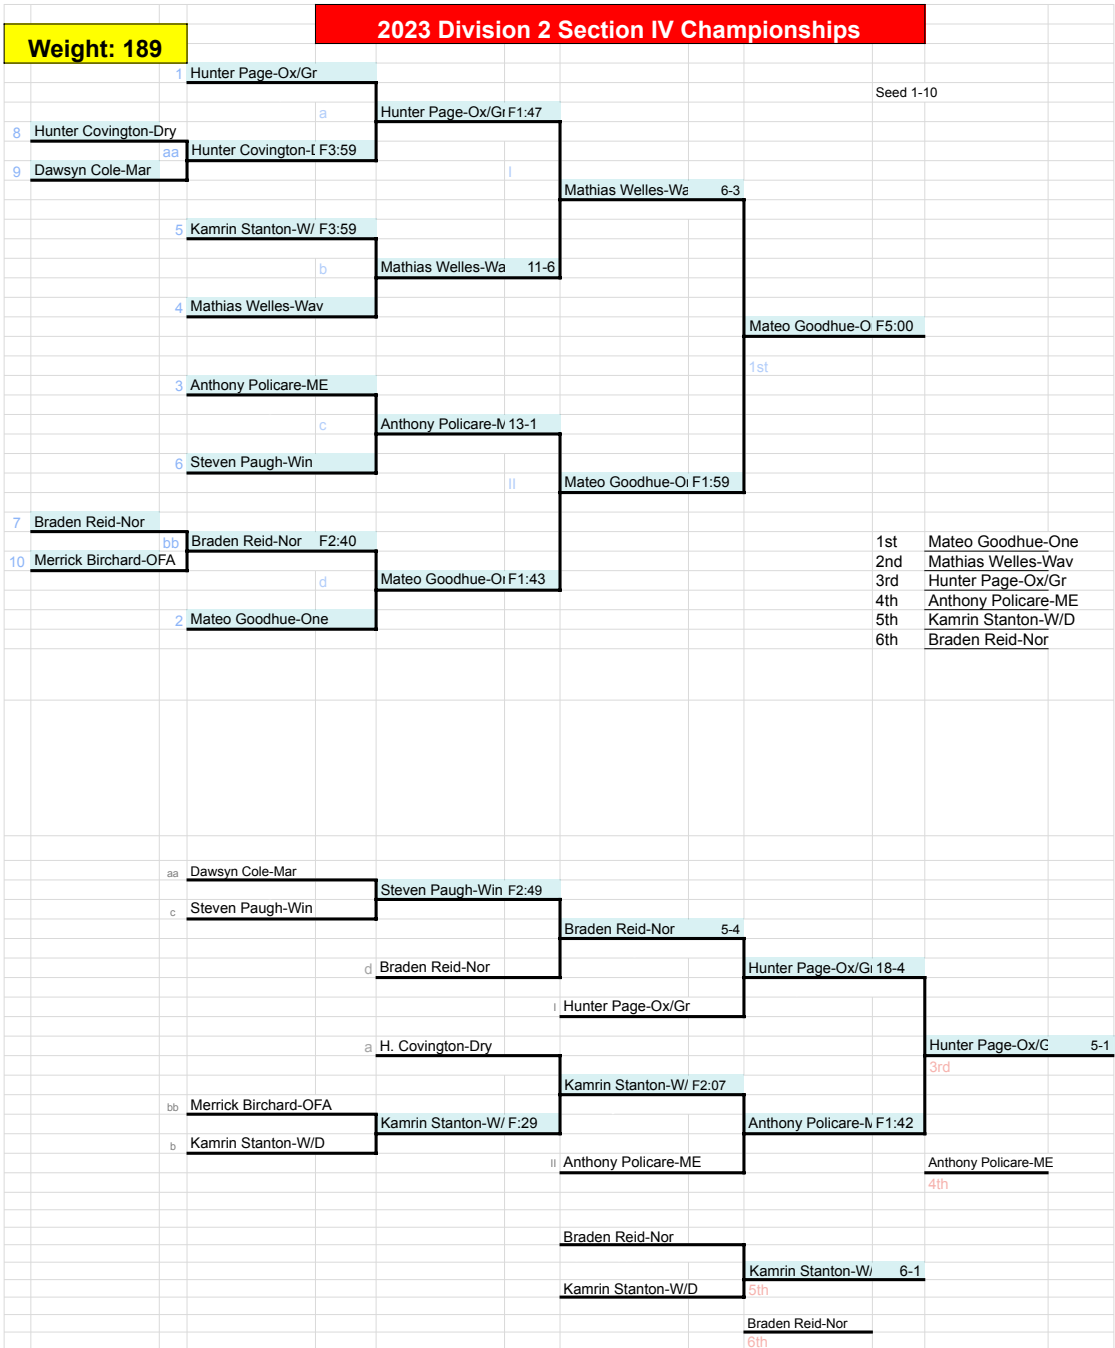 2023 Division 2 Section IV Championships
Weight: 189
1 Hunter Page-Ox/Gr
Seed 1-10
a Hunter Page-Ox/Gr F1:47
8 Hunter Covington-Dry
aa Hunter Covington-D F3:59
9 Dawsyn Cole-Mar
I
Mathias Welles-Wa 6-3
5 Kamrin Stanton-W/ F3:59
b Mathias Welles-Wa 11-6
4 Mathias Welles-Wav
Mateo Goodhue-O F5:00
1st
3 Anthony Policare-ME
c Anthony Policare-M 13-1
6 Steven Paugh-Win
II Mateo Goodhue-On F1:59
7 Braden Reid-Nor
bb Braden Reid-Nor F2:40
10 Merrick Birchard-OFA
d Mateo Goodhue-On F1:43
2 Mateo Goodhue-One
1st Mateo Goodhue-One
2nd Mathias Welles-Wav
3rd Hunter Page-Ox/Gr
4th Anthony Policare-ME
5th Kamrin Stanton-W/D
6th Braden Reid-Nor
aa Dawsyn Cole-Mar
Steven Paugh-Win F2:49
c Steven Paugh-Win
Braden Reid-Nor 5-4
d Braden Reid-Nor
Hunter Page-Ox/Gr 18-4
I Hunter Page-Ox/Gr
a H. Covington-Dry
Hunter Page-Ox/G 5-1
3rd
Kamrin Stanton-W/ F2:07
bb Merrick Birchard-OFA
Kamrin Stanton-W/ F:29
Anthony Policare-M F1:42
b Kamrin Stanton-W/D
II Anthony Policare-ME
Anthony Policare-ME
4th
Braden Reid-Nor
Kamrin Stanton-W/ 6-1
Kamrin Stanton-W/D
5th
Braden Reid-Nor
6th